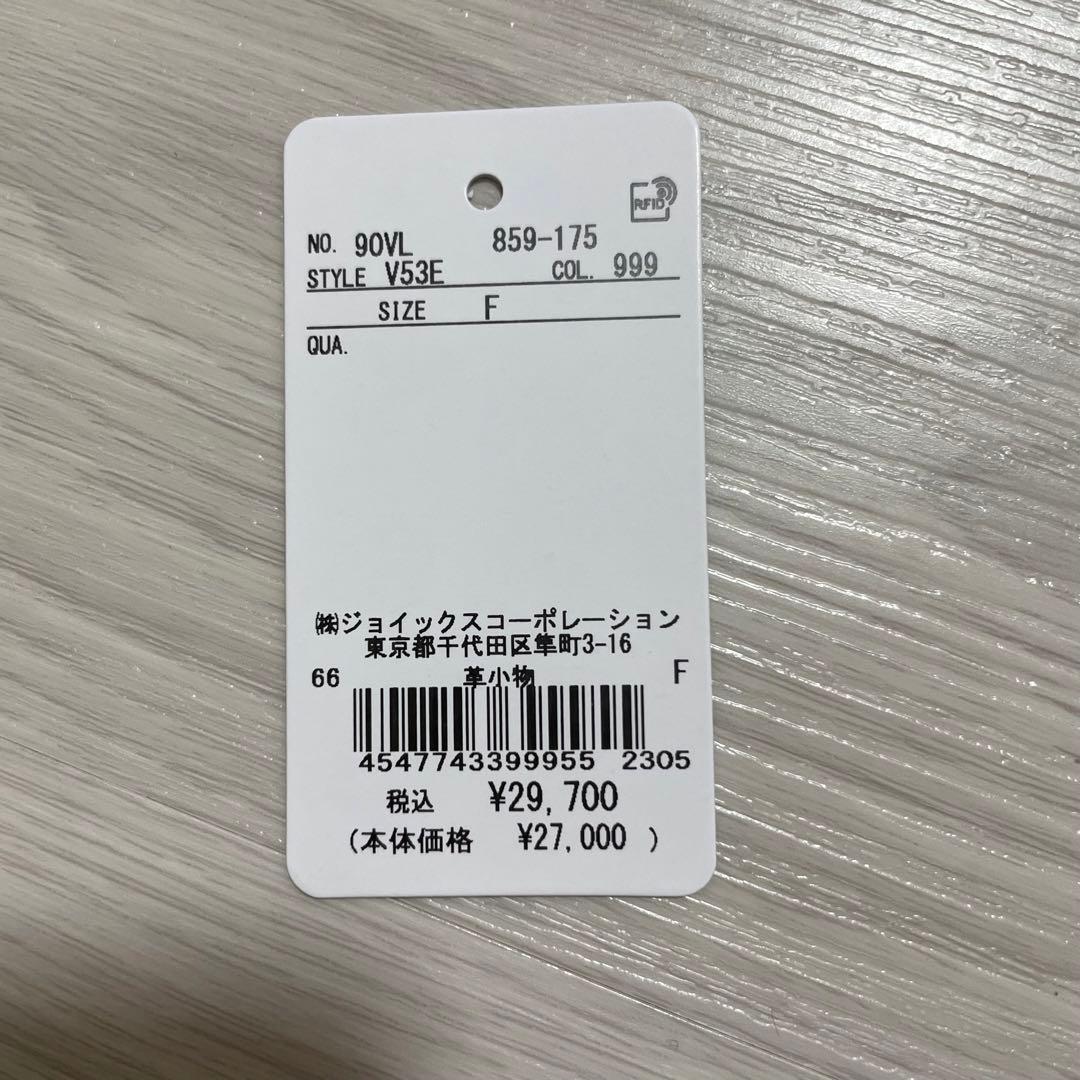 RFID
NO. 90VL 859-175
STYLE V53E COL. 999
SIZE F
QUA.
㈱ジョイックスコーポレーション
東京都千代田区隼町3-16
66 革小物 F
4547743399955 2305
税込 ¥29,700
(本体価格 ¥27,000 )